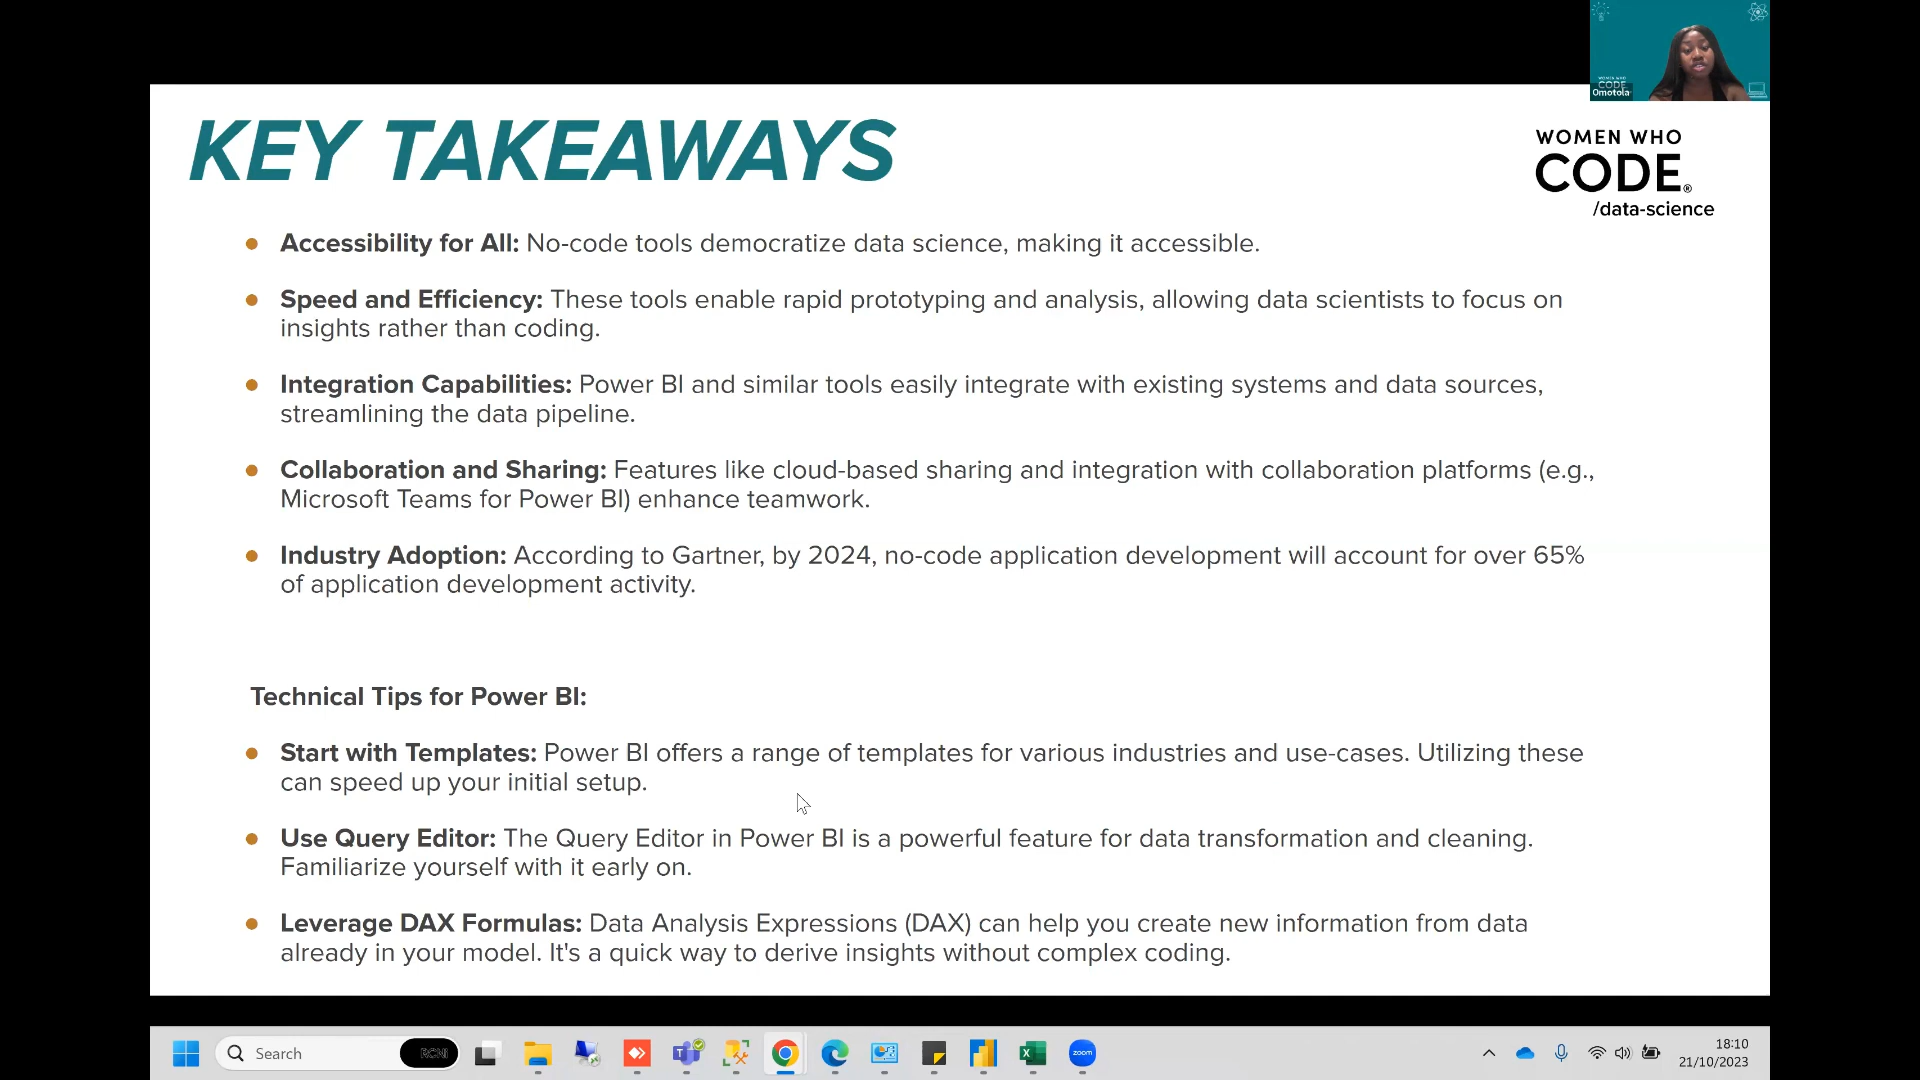 WOMEN WHO
CODE
Omotola
KEY TAKEAWAYS
WOMEN WHO
CODE®
/data-science
Accessibility for All: No-code tools democratize data science, making it accessible.
Speed and Efficiency: These tools enable rapid prototyping and analysis, allowing data scientists to focus on
insights rather than coding.
Integration Capabilities: Power BI and similar tools easily integrate with existing systems and data sources,
streamlining the data pipeline.
Collaboration and Sharing: Features like cloud-based sharing and integration with collaboration platforms (e.g.,
Microsoft Teams for Power BI) enhance teamwork.
Industry Adoption: According to Gartner, by 2024, no-code application development will account for over 65%
of application development activity.
Technical Tips for Power BI:
Start with Templates: Power BI offers a range of templates for various industries and use-cases. Utilizing these
can speed up your initial setup.
Use Query Editor: The Query Editor in Power BI is a powerful feature for data transformation and cleaning.
Familiarize yourself with it early on.
Leverage DAX Formulas: Data Analysis Expressions (DAX) can help you create new information from data
already in your model. It's a quick way to derive insights without complex coding.
Search
zoom
18:10
21/10/2023